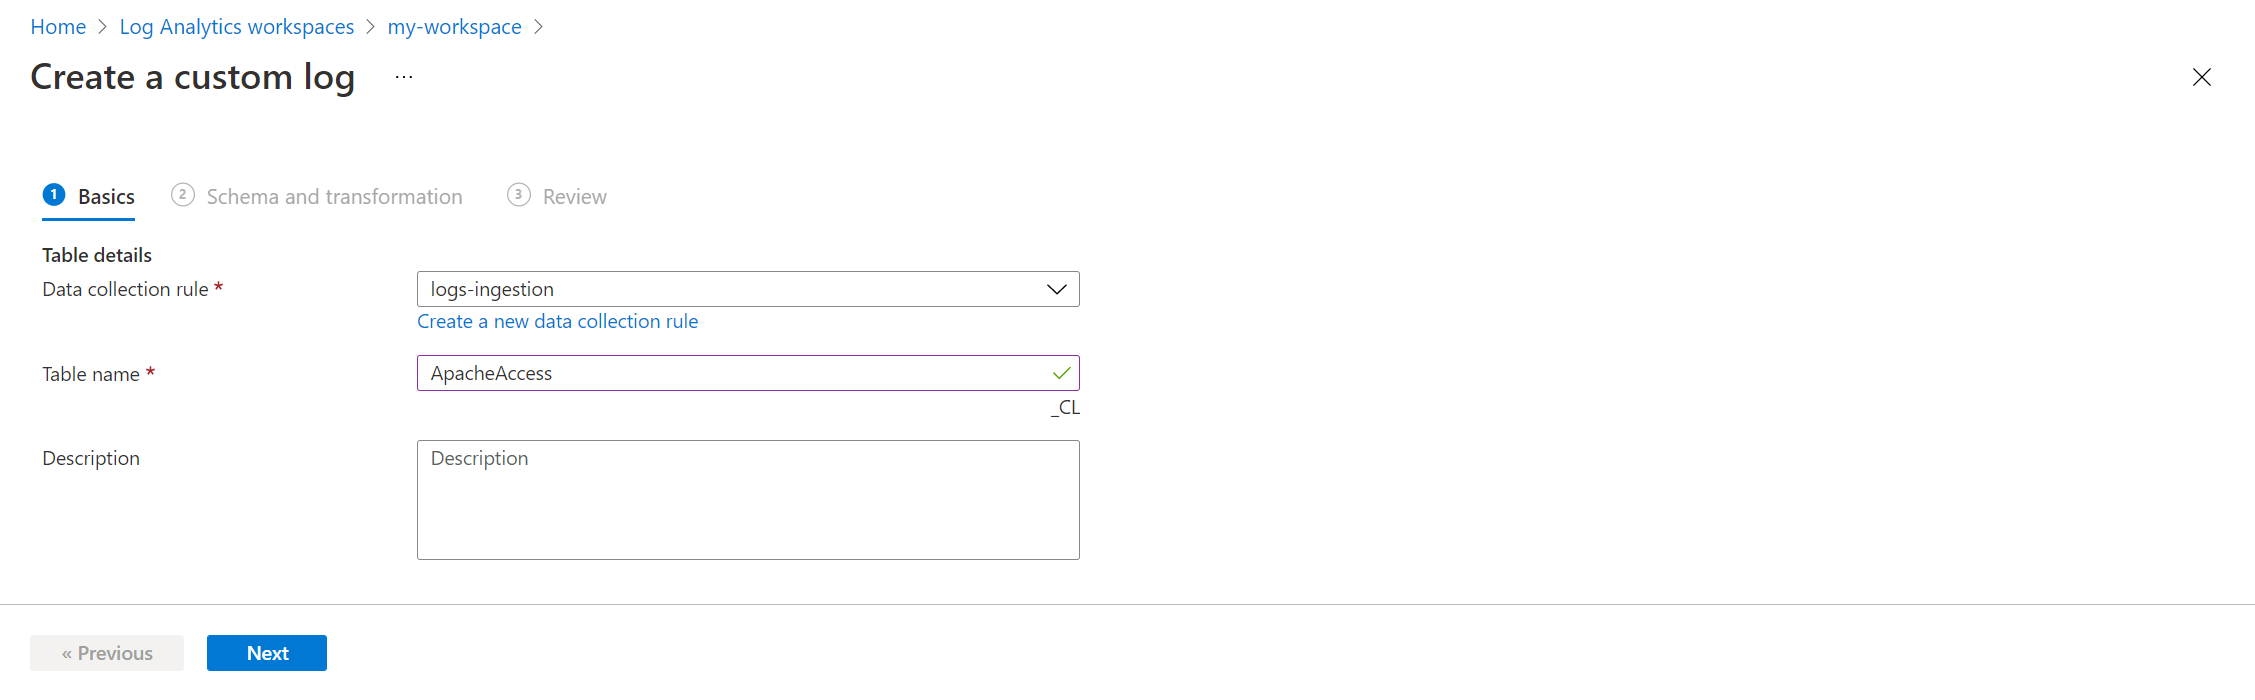 Home > Log Analytics workspaces > my-workspace >
Create a custom log ...
1 Basics 2 Schema and transformation 3 Review
Table details
Data collection rule * logs-ingestion
Create a new data collection rule
Table name * ApacheAccess
_CL
Description Description
« Previous Next